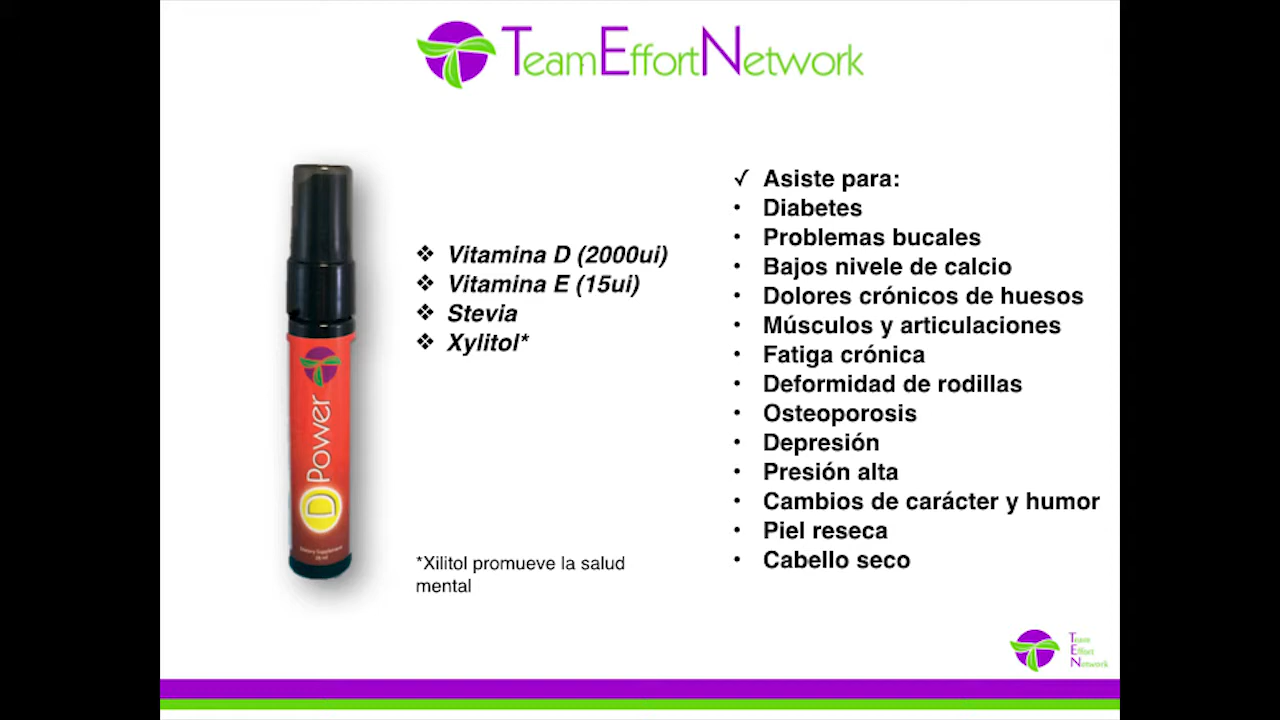 TeamEffortNetwork
❖ Vitamina D (2000ui)
❖ Vitamina E (15ui)
❖ Stevia
❖ Xylitol*
*Xilitol promueve la salud
mental
✓ Asiste para:
• Diabetes
• Problemas bucales
• Bajos nivele de calcio
• Dolores crónicos de huesos
• Músculos y articulaciones
• Fatiga crónica
• Deformidad de rodillas
• Osteoporosis
• Depresión
• Presión alta
• Cambios de carácter y humor
• Piel reseca
• Cabello seco
D Power
Dietary Supplement
Team
Effort
Network